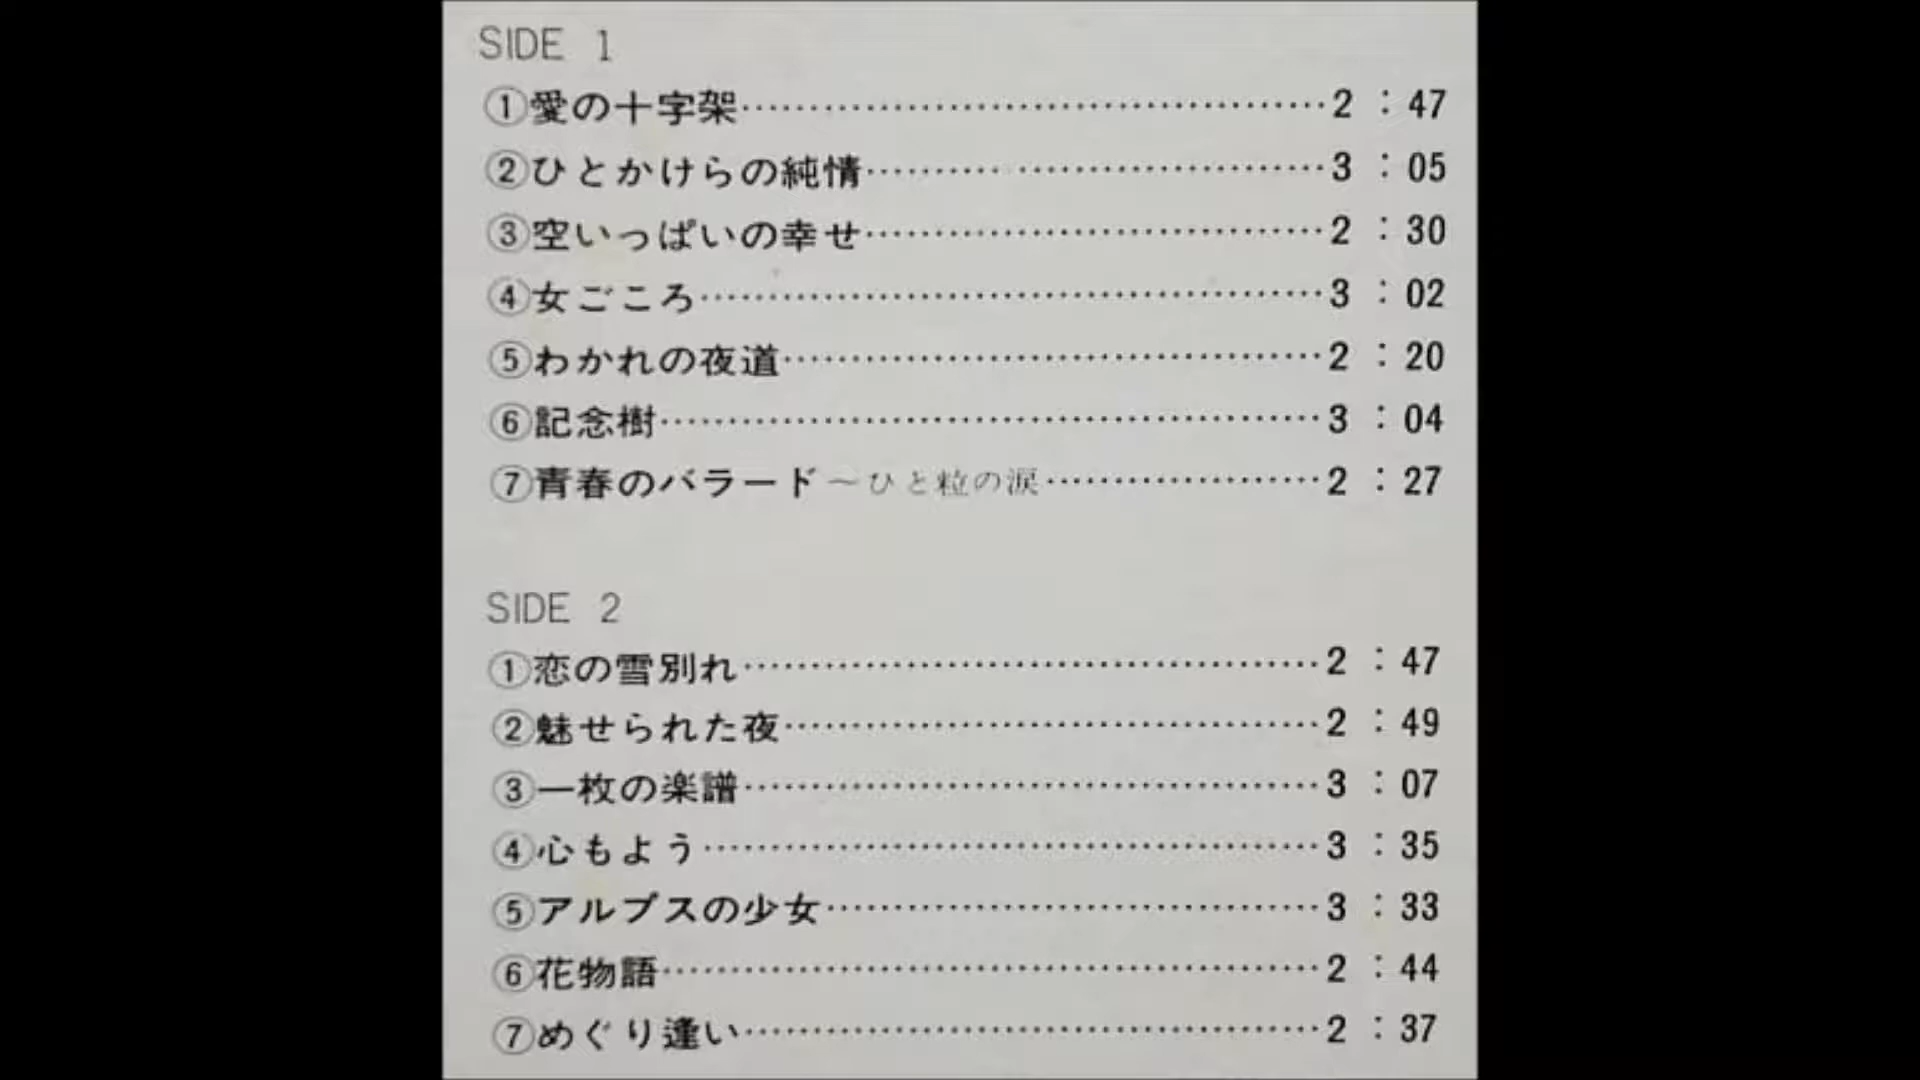 SIDE 1
①愛の十字架……………………………………2：47
②ひとかけらの純情……………………………3：05
③空いっぱいの幸せ……………………………2：30
④女ごころ………………………………………3：02
⑤わかれの夜道…………………………………2：20
⑥記念樹…………………………………………3：04
⑦青春のバラード～ひと粒の涙………………2：27
SIDE 2
①恋の雪別れ……………………………………2：47
②魅せられた夜…………………………………2：49
③一枚の楽譜……………………………………3：07
④心もよう………………………………………3：35
⑤アルプスの少女………………………………3：33
⑥花物語…………………………………………2：44
⑦めぐり逢い……………………………………2：37